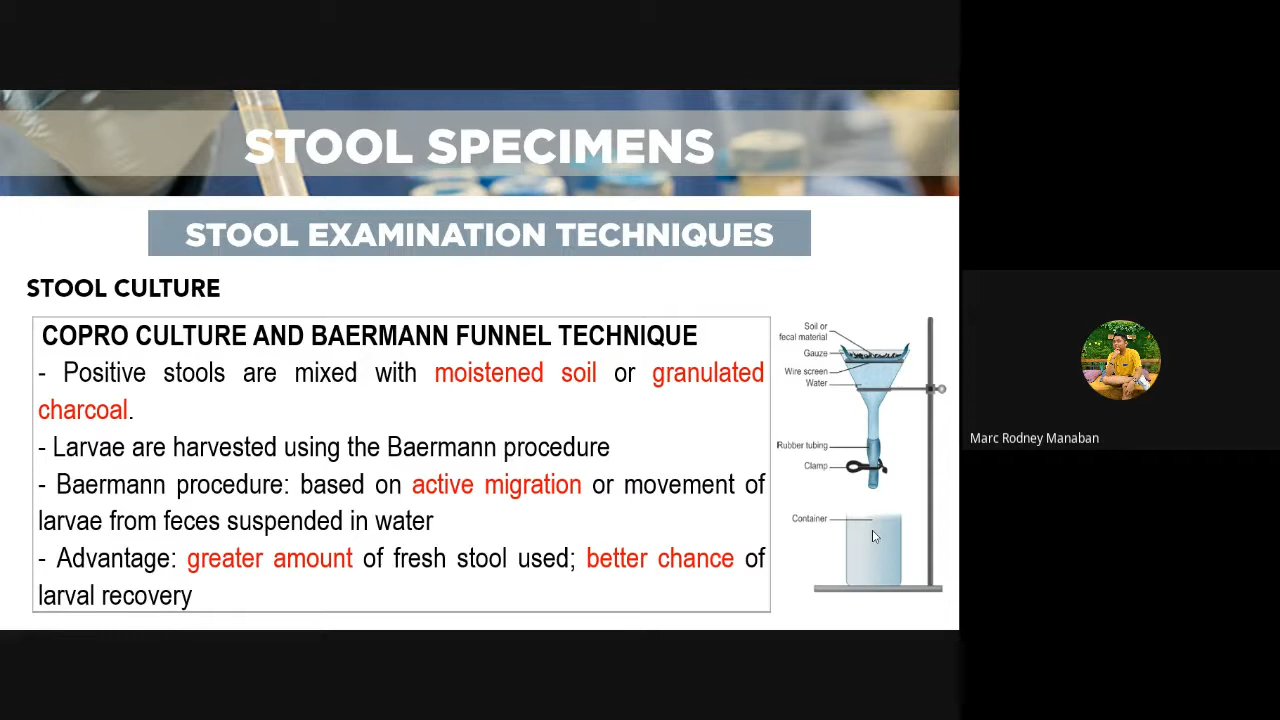 STOOL SPECIMENS
STOOL EXAMINATION TECHNIQUES
STOOL CULTURE
COPRO CULTURE AND BAERMANN FUNNEL TECHNIQUE
- Positive stools are mixed with moistened soil or granulated
charcoal.
- Larvae are harvested using the Baermann procedure
- Baermann procedure: based on active migration or movement of
larvae from feces suspended in water
- Advantage: greater amount of fresh stool used; better chance of
larval recovery
Soil or
fecal material
Gauze
Wire screen
Water
Rubber tubing
Clamp
Container
Marc Rodney Manaban